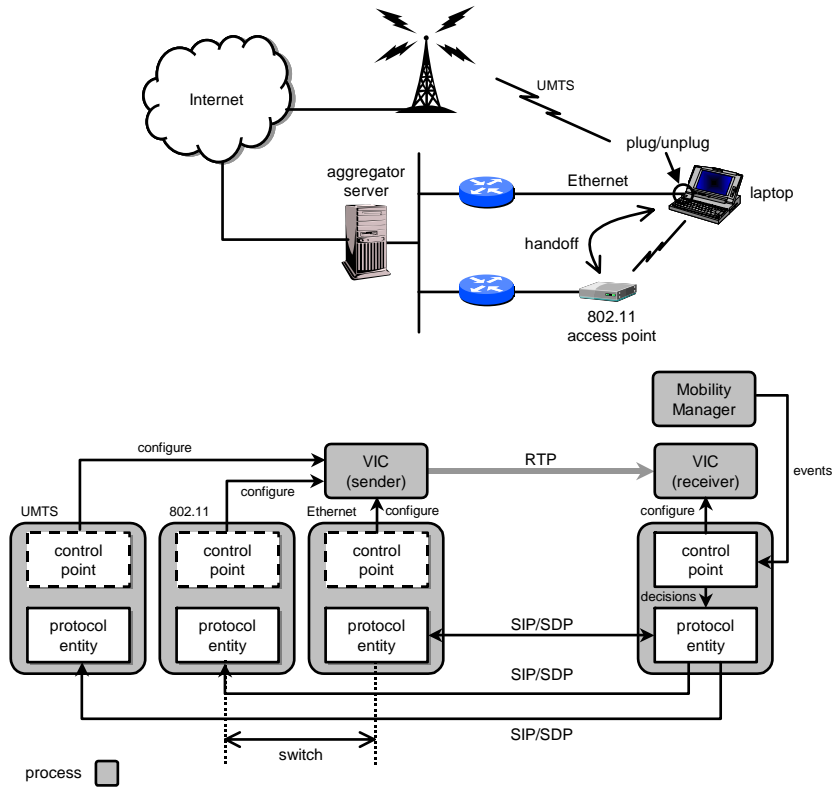 Internet
UMTS
plug/unplug
aggregator
server
Ethernet
laptop
handoff
802.11
access point
Mobility
Manager
configure
VIC
(sender)
RTP
VIC
(receiver)
events
configure
UMTS
802.11
Ethernet
configure
configure
control
point
control
point
control
point
control
point
decisions
protocol
entity
protocol
entity
protocol
entity
SIP/SDP
protocol
entity
SIP/SDP
SIP/SDP
switch
process